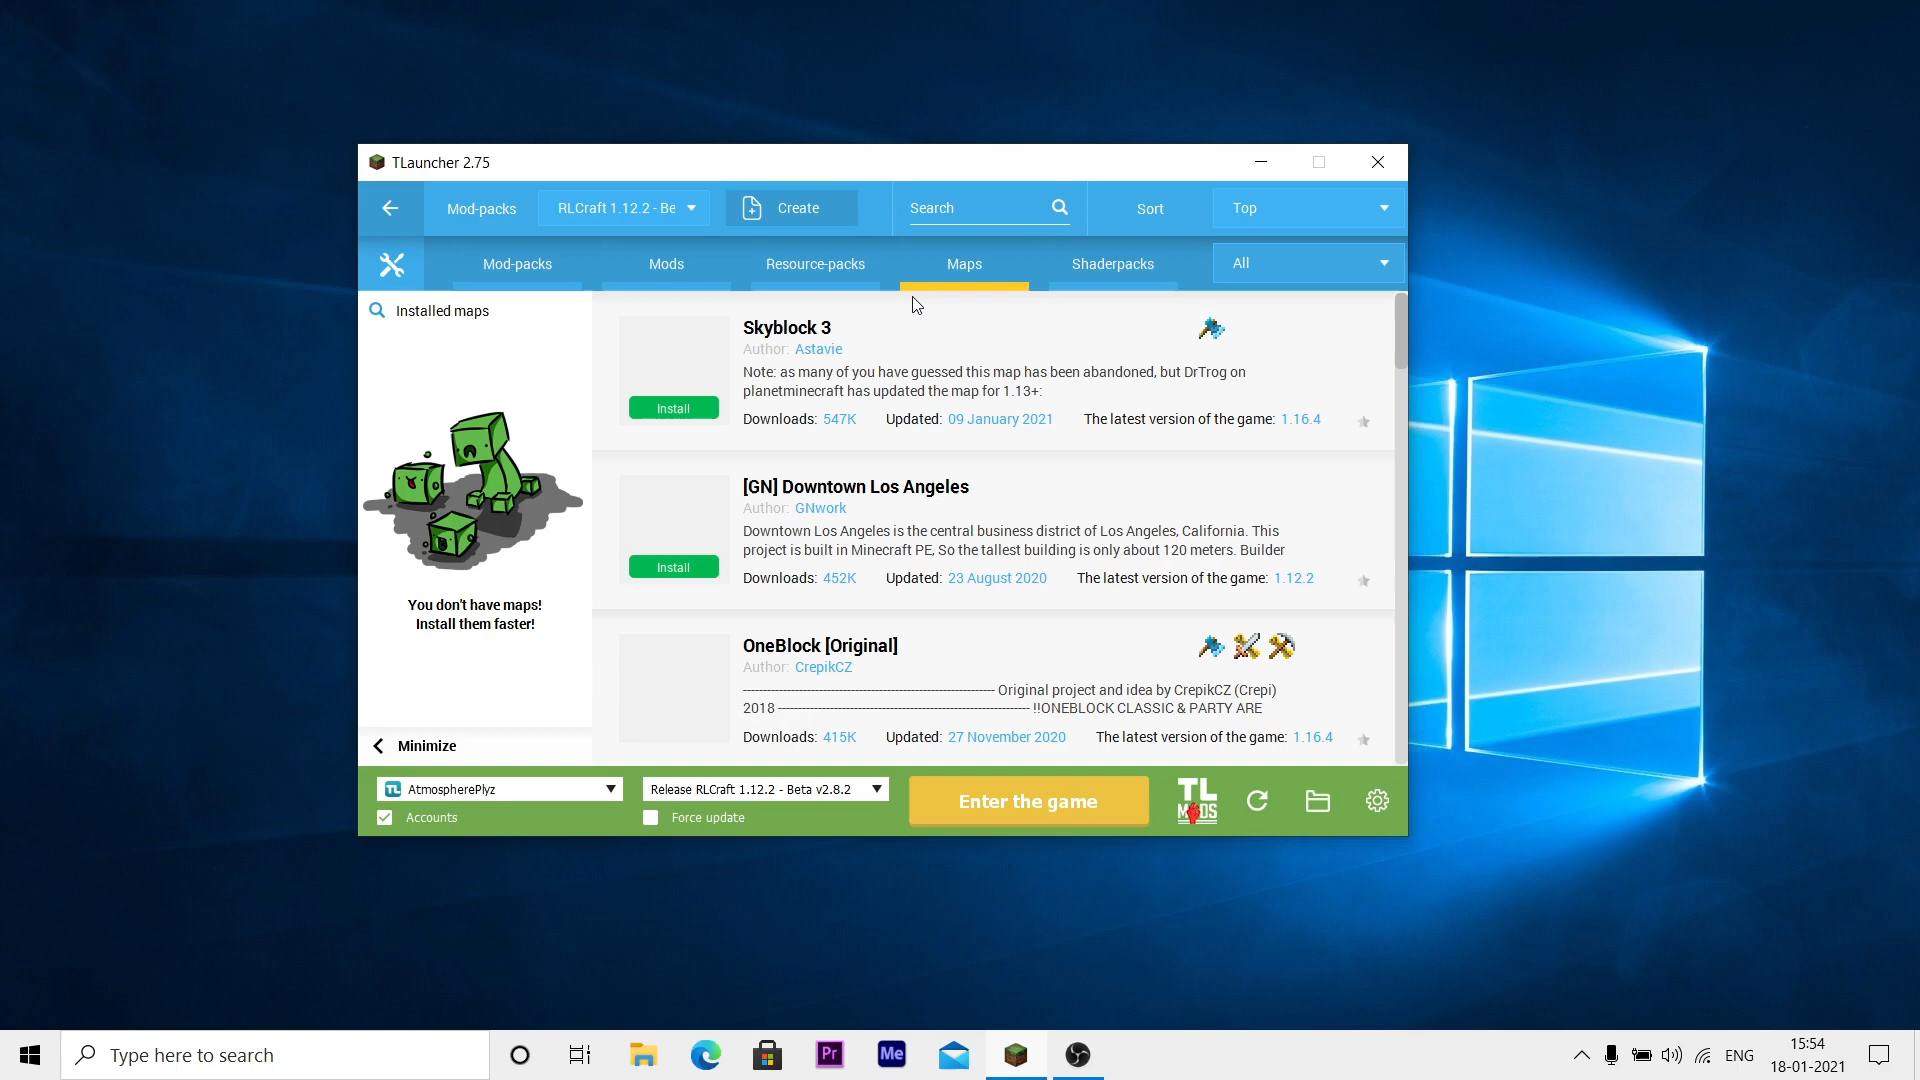 TLauncher 2.75
Mod-packs
RLCraft 1.12.2 - Be
Create
Search
Sort
Top
Mod-packs
Mods
Resource-packs
Maps
Shaderpacks
All
Installed maps
You don't have maps!
Install them faster!
Minimize
Skyblock 3
Author: Astavie
Note: as many of you have guessed this map has been abandoned, but DrTrog on
planetminecraft has updated the map for 1.13+:
Install
Downloads: 547K Updated: 09 January 2021 The latest version of the game: 1.16.4
[GN] Downtown Los Angeles
Author: GNwork
Downtown Los Angeles is the central business district of Los Angeles, California. This
project is built in Minecraft PE, So the tallest building is only about 120 meters. Builder
Install
Downloads: 452K Updated: 23 August 2020 The latest version of the game: 1.12.2
OneBlock [Original]
Author: CrepikCZ
--------------------------------------------------------------- Original project and idea by CrepikCZ (Crepi)
2018 --------------------------------------------------------------- !!ONEBLOCK CLASSIC & PARTY ARE
Downloads: 415K Updated: 27 November 2020 The latest version of the game: 1.16.4
TL AtmospherePlyz
Accounts
Release RLCraft 1.12.2 - Beta v2.8.2
Force update
Enter the game
TL
MODS
Type here to search
Pr
Me
ENG
15:54
18-01-2021